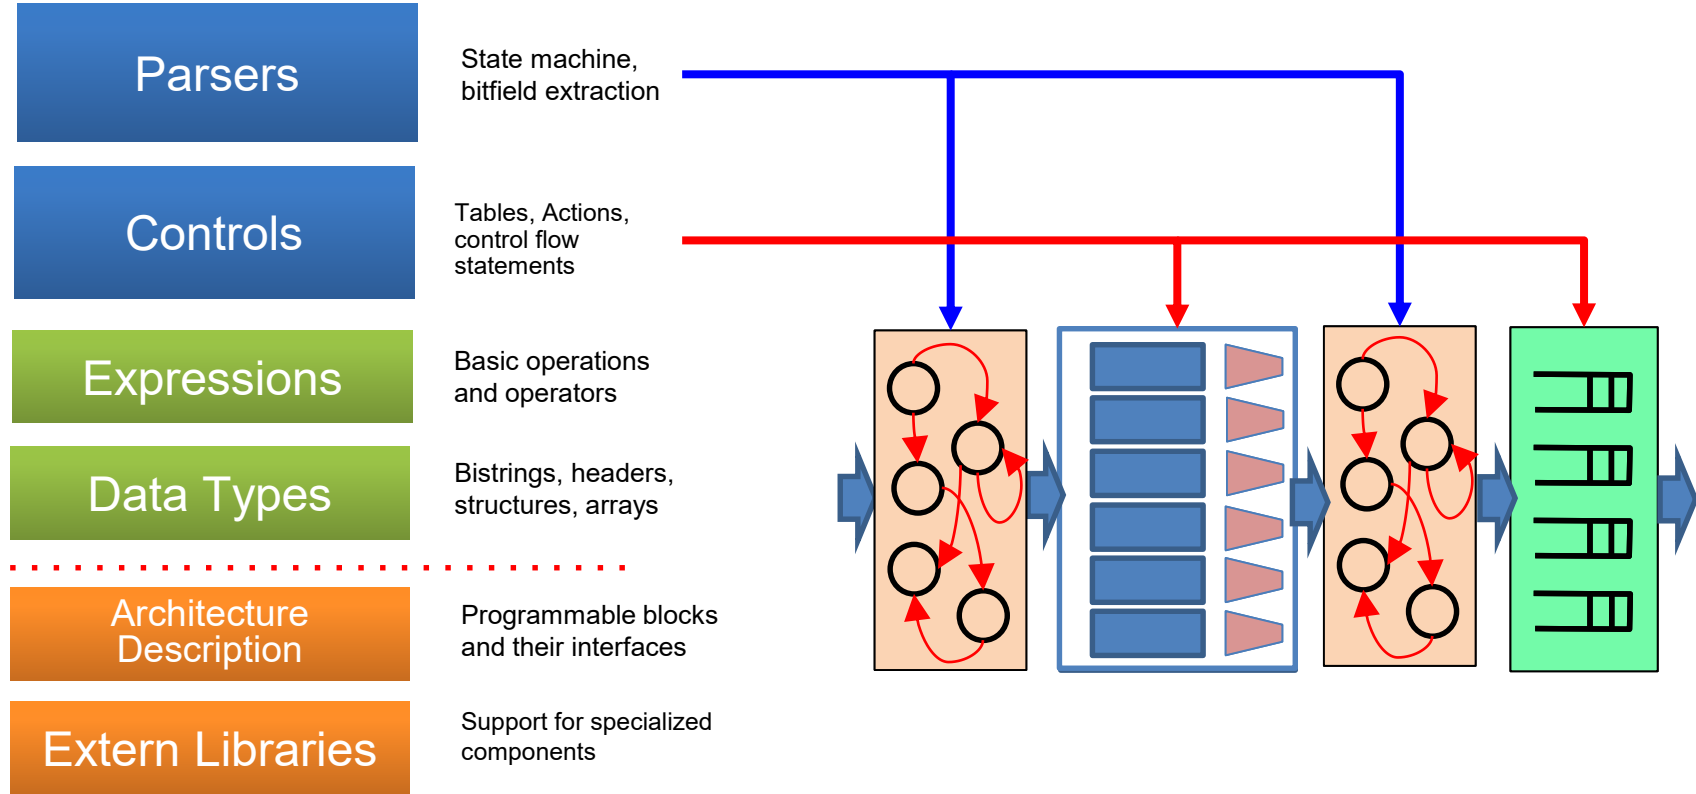 Parsers
State machine,
bitfield extraction
Controls
Tables, Actions,
control flow
statements
Expressions
Basic operations
and operators
Data Types
Bistrings, headers,
structures, arrays
Architecture
Description
Programmable blocks
and their interfaces
Extern Libraries
Support for specialized
components